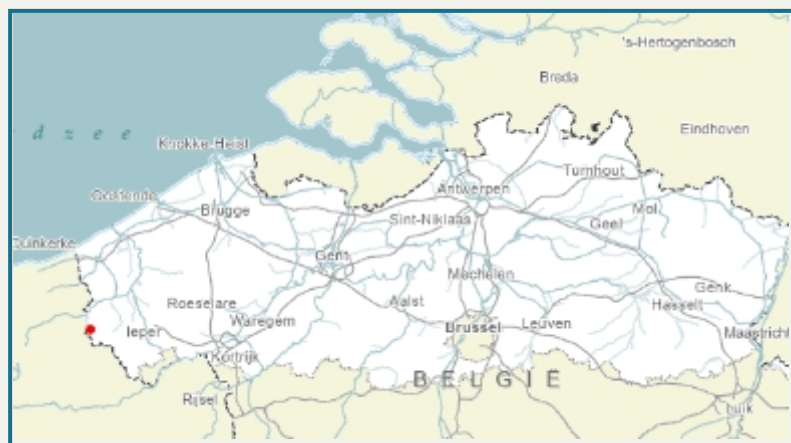 's-Hertogenbosch
Breda
d z e e
Eindhoven
Knokke-Heist
Turnhout
Oostende
Antwerpen
Mol
Brugge
Sint-Niklaas
Geel
Duinkerke
Gent
Mechelen
Genk
Roeselare
Aalst
Hasselt
Waregem
Brussel
Leuven
Ieper
Maastricht
Kortrijk
BELGIË
Rijsel
Luik